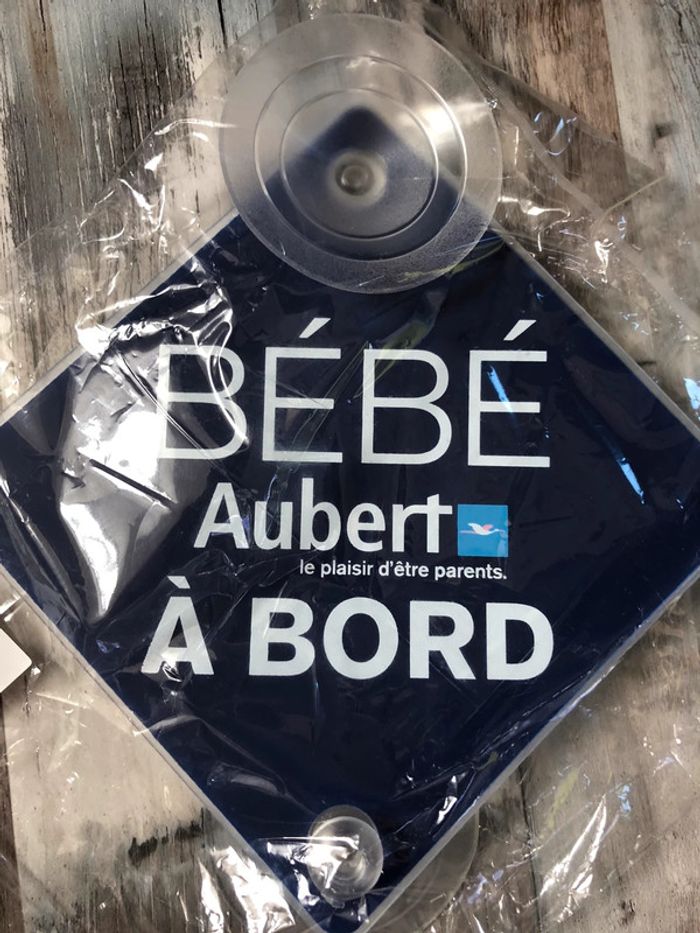 BÉBÉ
Aubert
le plaisir d'être parents.
À BORD